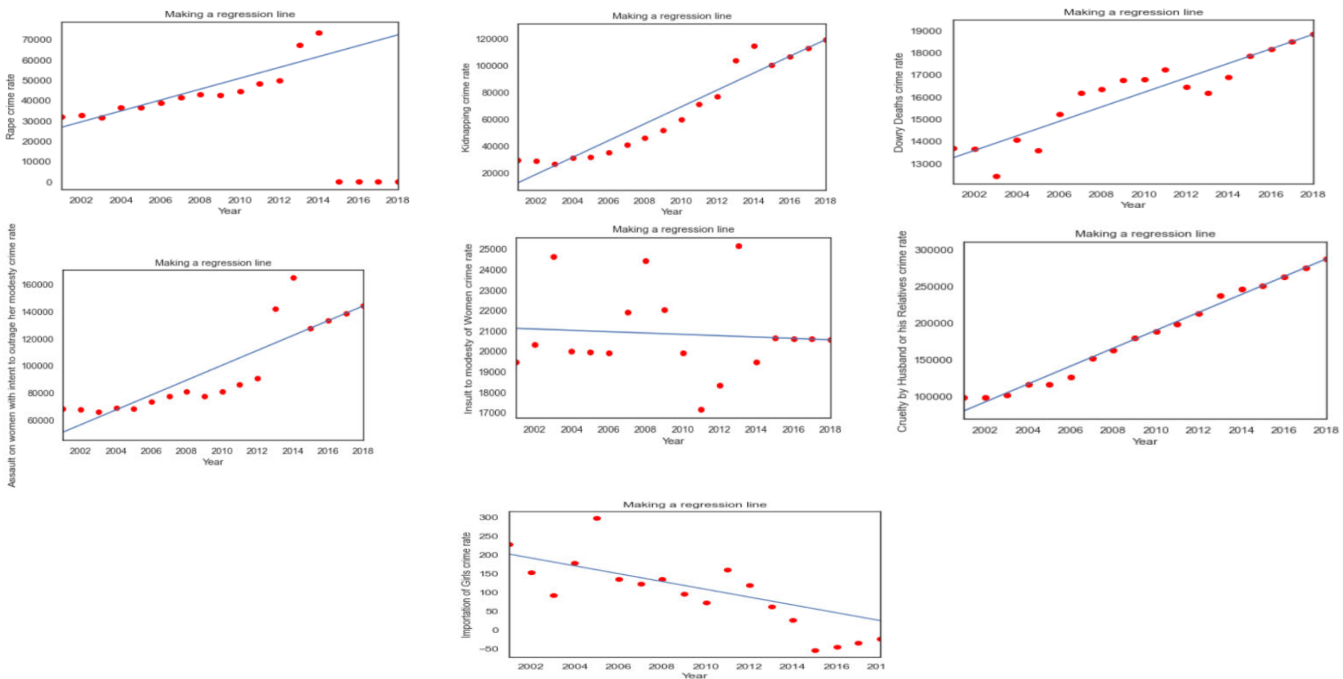 Making a regression line
Rape crime rate
70000
60000
50000
40000
30000
20000
10000
0
2002 2004 2006 2008 2010 2012 2014 2016 2018
Year
Making a regression line
Kidnapping crime rate
120000
100000
80000
60000
40000
20000
2002 2004 2006 2008 2010 2012 2014 2016 2018
Year
Making a regression line
Dowry Deaths crime rate
19000
18000
17000
16000
15000
14000
13000
2002 2004 2006 2008 2010 2012 2014 2016 2018
Year
Making a regression line
Assault on women with intent to outrage her modesty crime rate
160000
140000
120000
100000
80000
60000
2002 2004 2006 2008 2010 2012 2014 2016 2018
Year
Making a regression line
Insult to modesty of Women crime rate
25000
24000
23000
22000
21000
20000
19000
18000
17000
2002 2004 2006 2008 2010 2012 2014 2016 2018
Year
Making a regression line
Cruelty by Husband or his Relatives crime rate
300000
250000
200000
150000
100000
2002 2004 2006 2008 2010 2012 2014 2016 2018
Year
Making a regression line
Importation of Girls crime rate
300
250
200
150
100
50
0
−50
2002 2004 2006 2008 2010 2012 2014 2016 201
Year